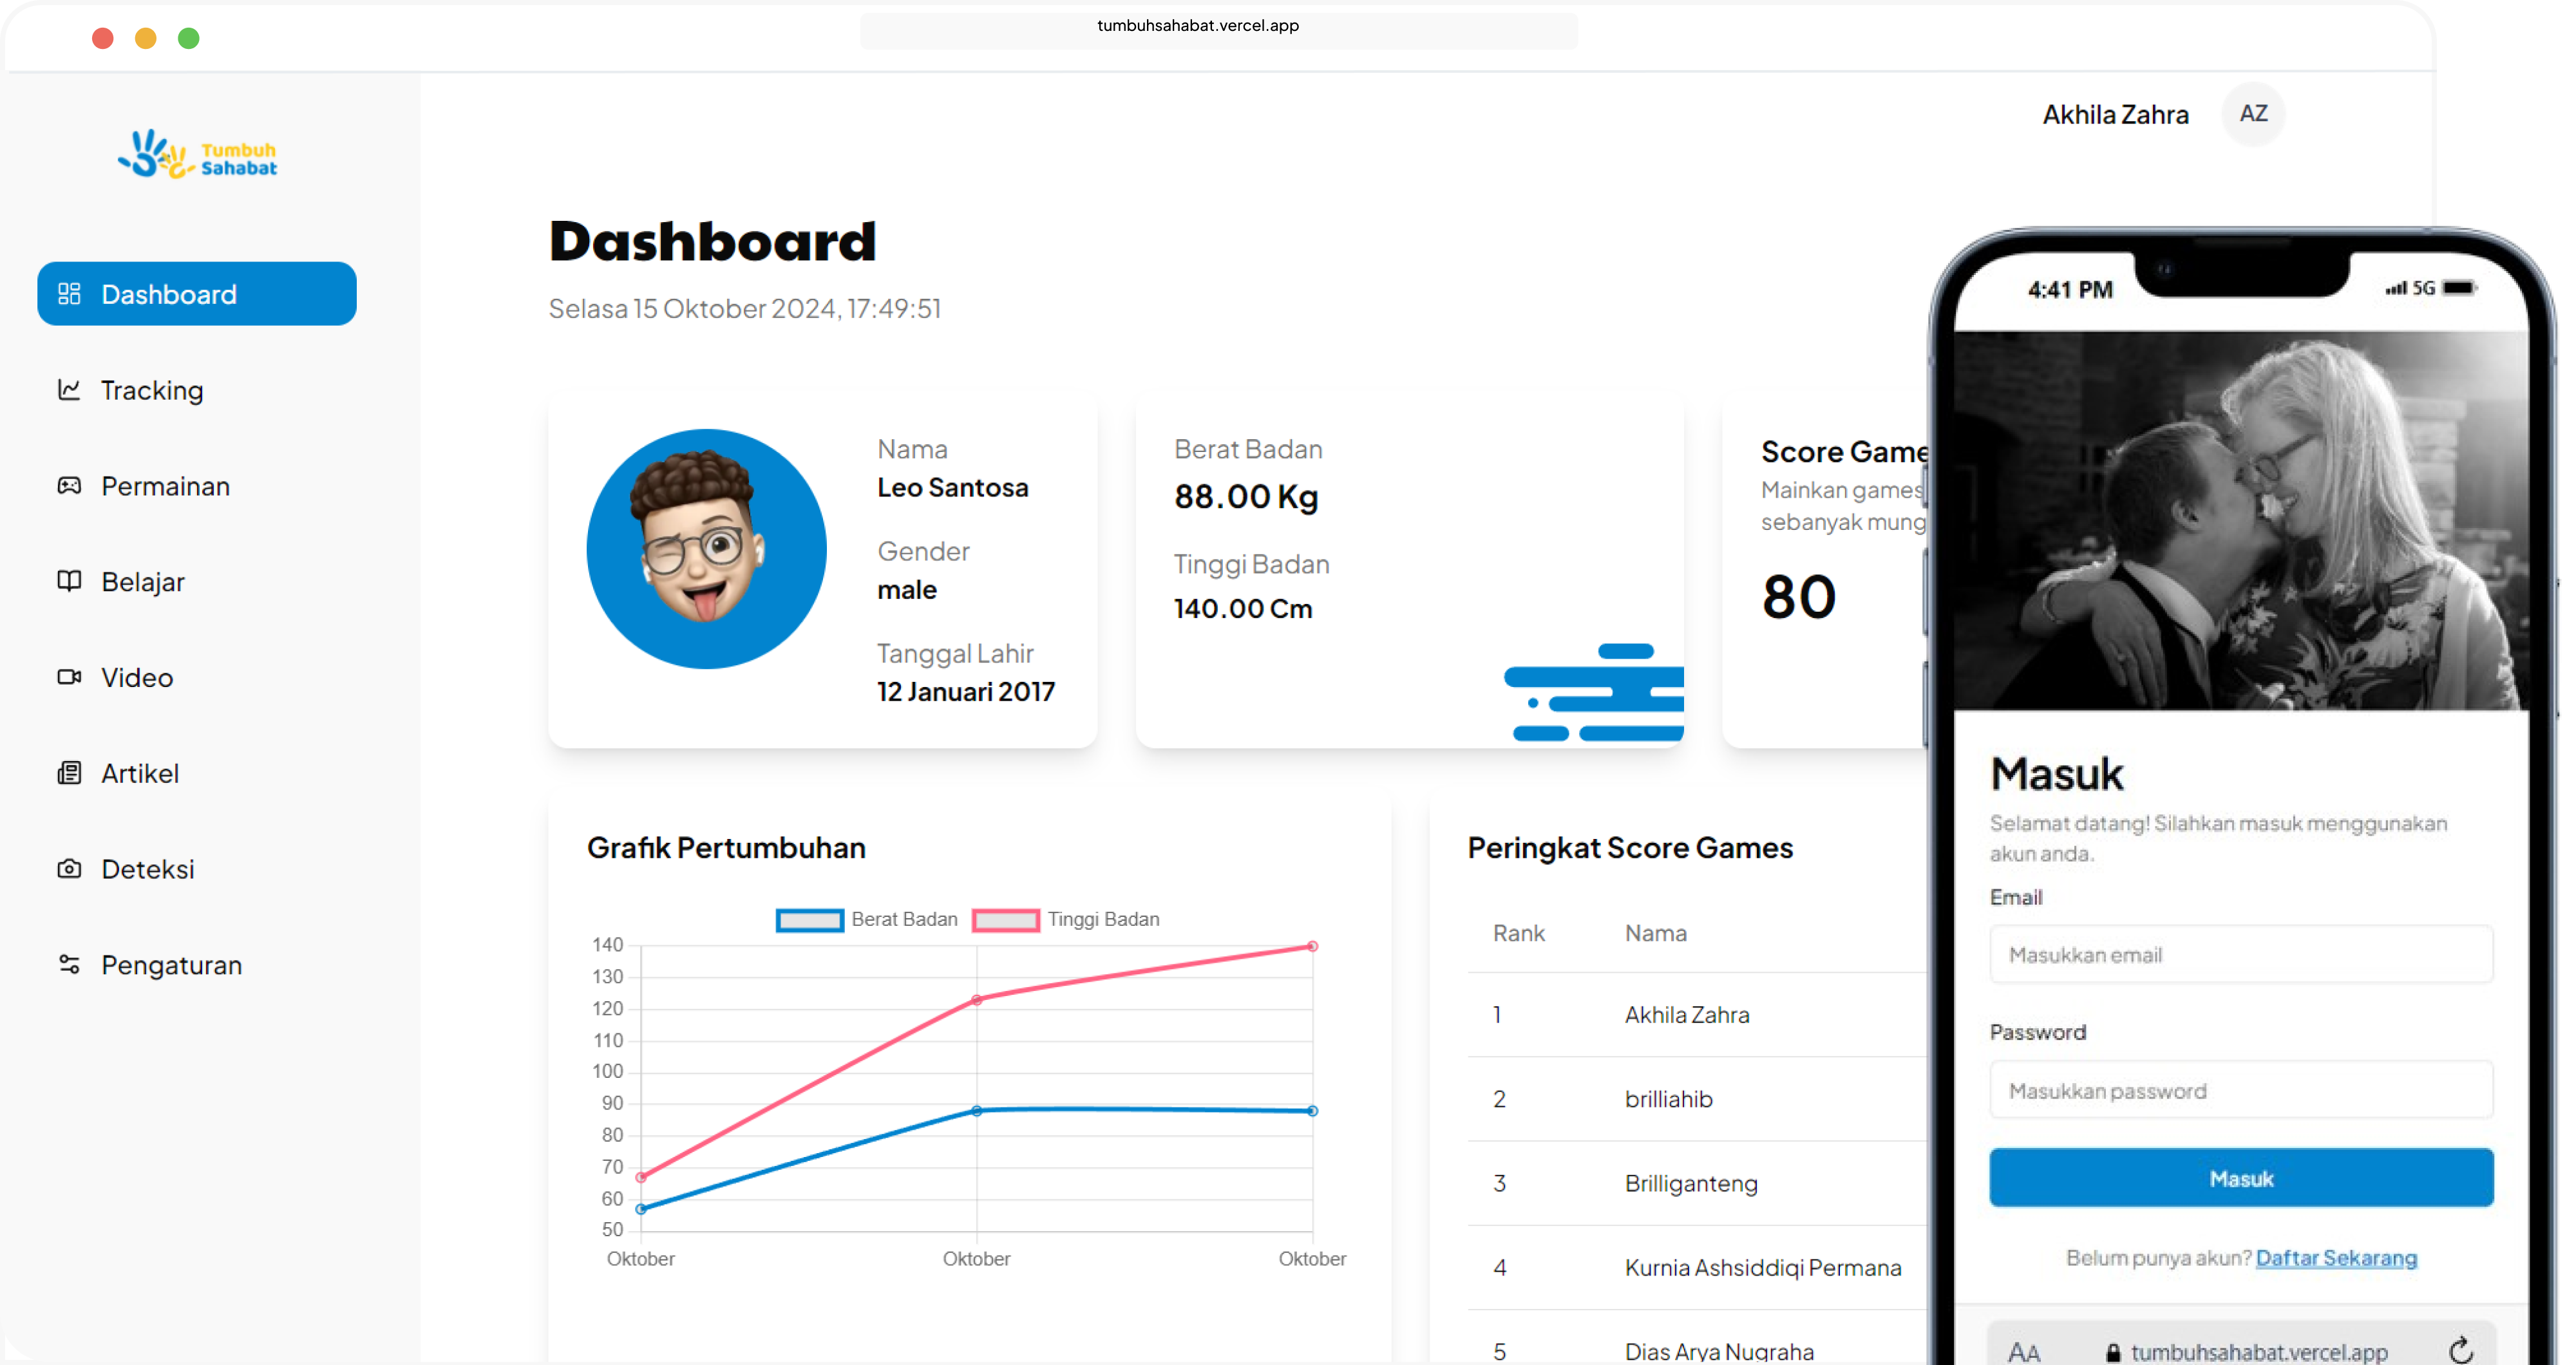 tumbuhsahabat.vercel.app
Akhila Zahra
AZ
Tumbuh
Sahabat
Dashboard
Tracking
Permainan
Belajar
Video
Artikel
Deteksi
Pengaturan
Dashboard
Selasa 15 Oktober 2024, 17:49:51
Nama
Leo Santosa
Gender
male
Tanggal Lahir
12 Januari 2017
Berat Badan
88.00 Kg
Tinggi Badan
140.00 Cm
Score Game
Mainkan games
sebanyak mung
80
Grafik Pertumbuhan
Berat Badan
Tinggi Badan
140
130
120
110
100
90
80
70
60
50
Oktober
Oktober
Oktober
Peringkat Score Games
Rank Nama
1 Akhila Zahra
2 brilliahib
3 Brilliganteng
4 Kurnia Ashsiddiqi Permana
5 Dias Arya Nugraha
4:41 PM
5G
Masuk
Selamat datang! Silahkan masuk menggunakan
akun anda.
Email
Masukkan email
Password
Masukkan password
Masuk
Belum punya akun? Daftar Sekarang
AA
tumbuhsahabat.vercel.app